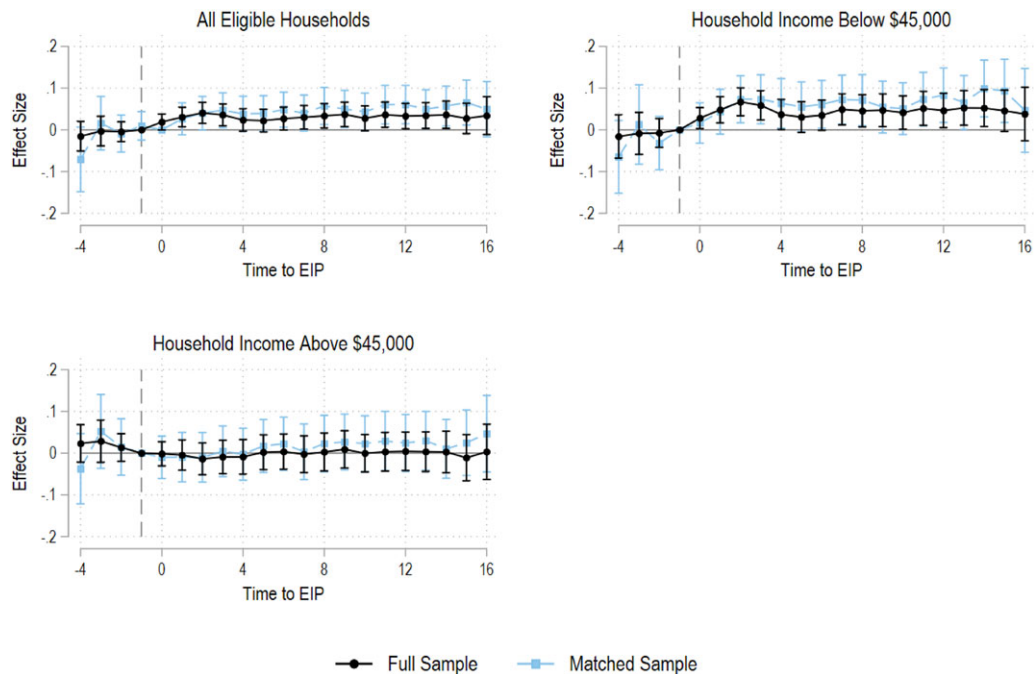 All Eligible Households
Effect Size
.2
.1
0
-.1
-.2
-4 0 4 8 12 16
Time to EIP
Household Income Below $45,000
Effect Size
.2
.1
0
-.1
-.2
-4 0 4 8 12 16
Time to EIP
Household Income Above $45,000
Effect Size
.2
.1
0
-.1
-.2
-4 0 4 8 12 16
Time to EIP
Full Sample Matched Sample